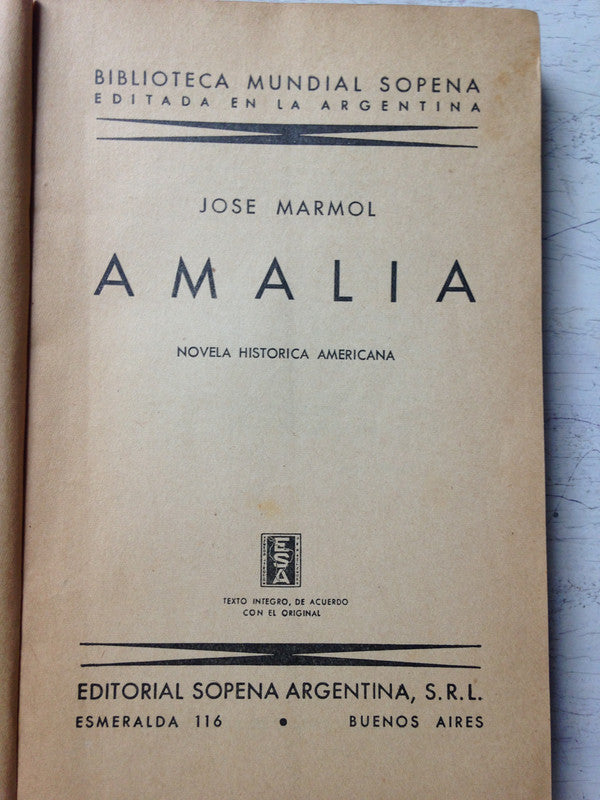 BIBLIOTECA MUNDIAL SOPENA
EDITADA EN LA ARGENTINA
JOSE MARMOL
AMALIA
NOVELA HISTORICA AMERICANA
ESA
TEXTO INTEGRO, DE ACUERDO
CON EL ORIGINAL
EDITORIAL SOPENA ARGENTINA, S.R.L.
ESMERALDA 116 • BUENOS AIRES